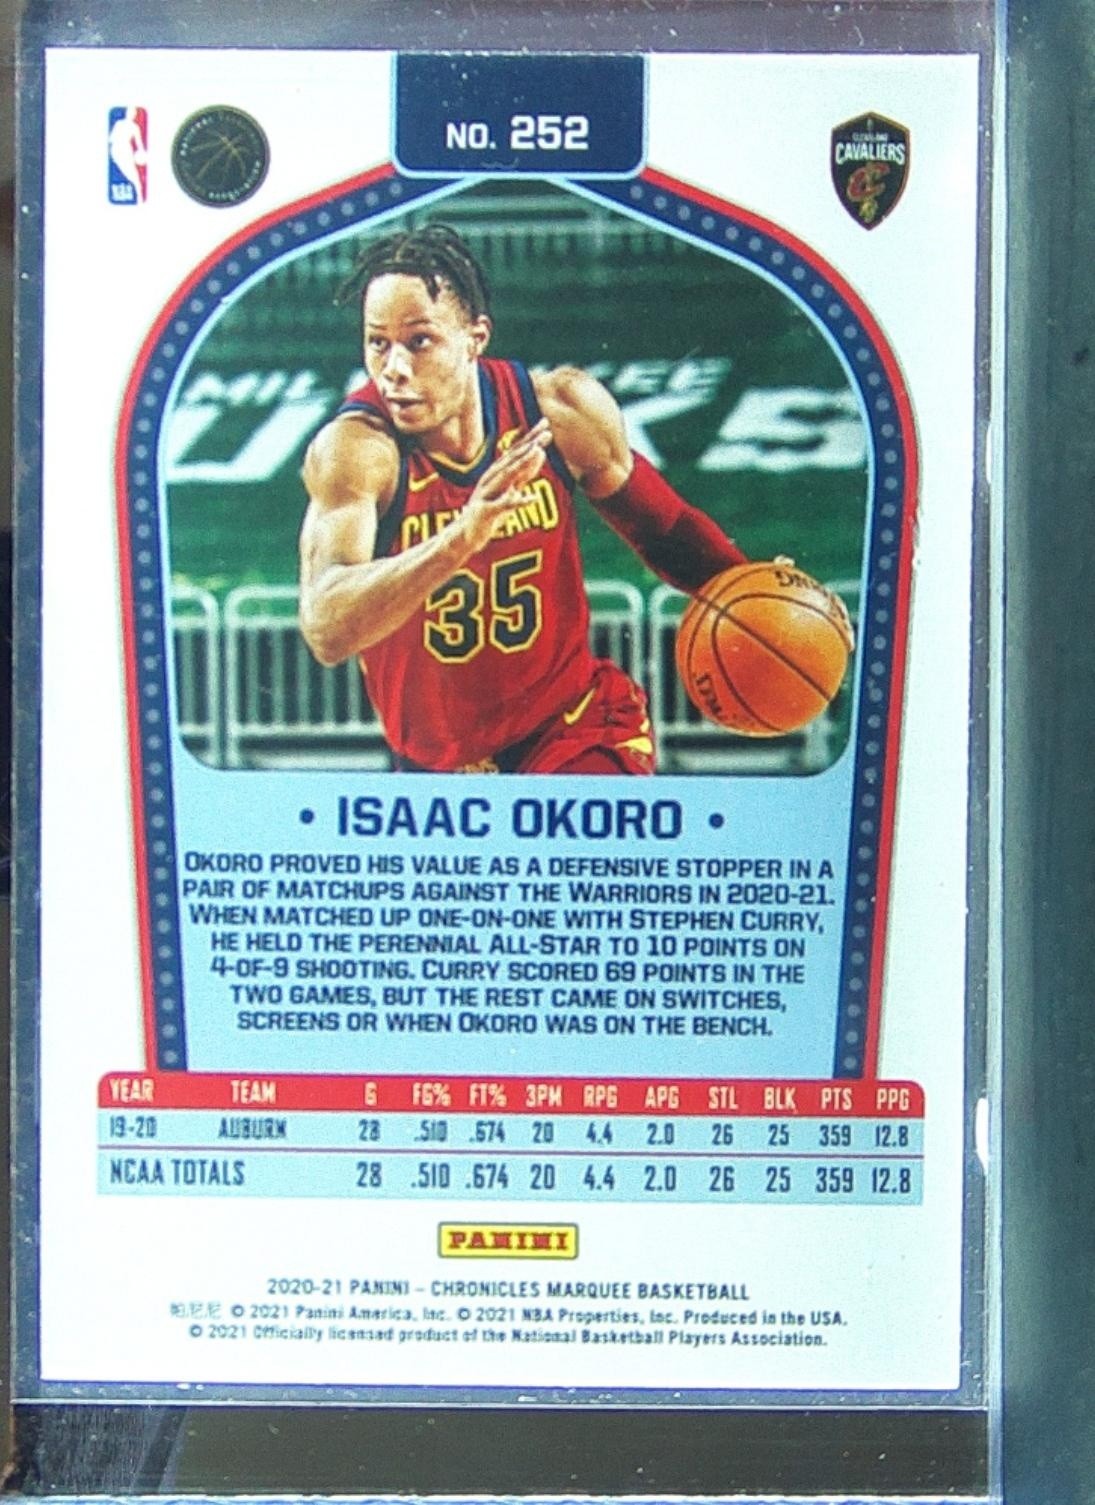 NO. 252
NBA
CLEVELAND
CAVALIERS
C
MIL KEE
CLEVELAND
35
• ISAAC OKORO •
OKORO PROVED HIS VALUE AS A DEFENSIVE STOPPER IN A
PAIR OF MATCHUPS AGAINST THE WARRIORS IN 2020-21.
WHEN MATCHED UP ONE-ON-ONE WITH STEPHEN CURRY,
HE HELD THE PERENNIAL ALL-STAR TO 10 POINTS ON
4-OF-9 SHOOTING. CURRY SCORED 69 POINTS IN THE
TWO GAMES, BUT THE REST CAME ON SWITCHES,
SCREENS OR WHEN OKORO WAS ON THE BENCH.
YEAR TEAM G FG% FT% 3PM RPG APG STL BLK PTS PPG
19-20 AUBURN 28 .510 .674 20 4.4 2.0 26 25 359 12.8
NCAA TOTALS 28 .510 .674 20 4.4 2.0 26 25 359 12.8
PANINI
2020-21 PANINI – CHRONICLES MARQUEE BASKETBALL
帕尼尼 © 2021 Panini America, Inc. © 2021 NBA Properties, Inc. Produced in the USA.
© 2021 Officially licensed product of the National Basketball Players Association.